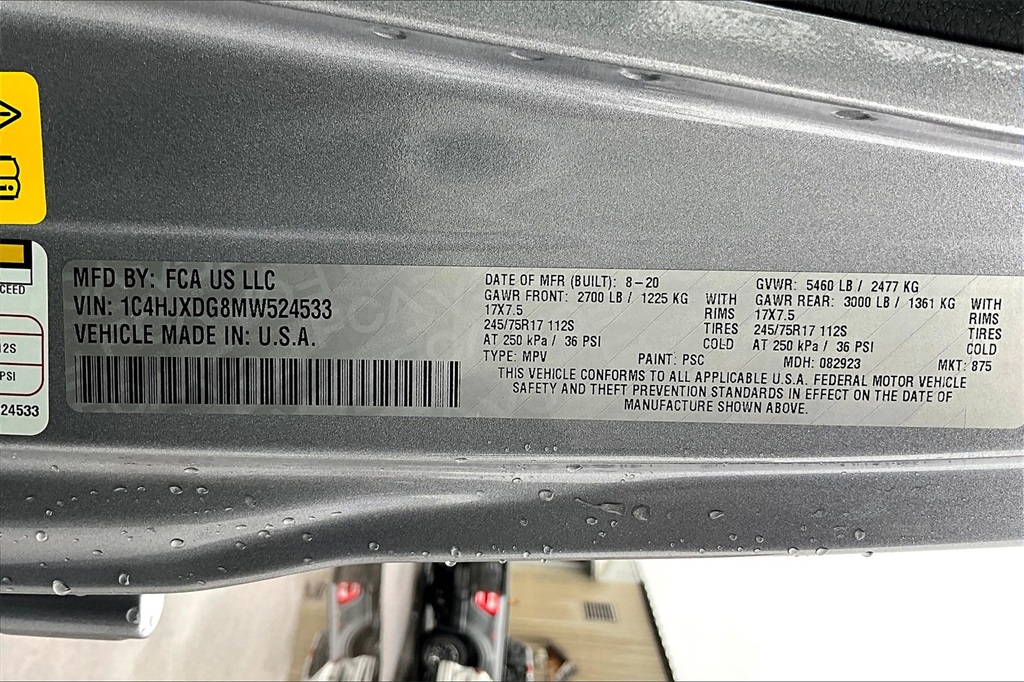 MFD BY: FCA US LLC
VIN: 1C4HJXDG8MW524533
VEHICLE MADE IN: U.S.A.
DATE OF MFR (BUILT): 8-20
GAWR FRONT: 2700 LB / 1225 KG WITH
17X7.5 RIMS
245/75R17 112S TIRES
AT 250 kPa / 36 PSI COLD
TYPE: MPV PAINT: PSC
GVWR: 5460 LB / 2477 KG
GAWR REAR: 3000 LB / 1361 KG WITH
17X7.5 RIMS
245/75R17 112S TIRES
AT 250 kPa / 36 PSI COLD
MDH: 082923 MKT: 875
THIS VEHICLE CONFORMS TO ALL APPLICABLE U.S.A. FEDERAL MOTOR VEHICLE
SAFETY AND THEFT PREVENTION STANDARDS IN EFFECT ON THE DATE OF
MANUFACTURE SHOWN ABOVE.
CEED
12S
PSI
24533